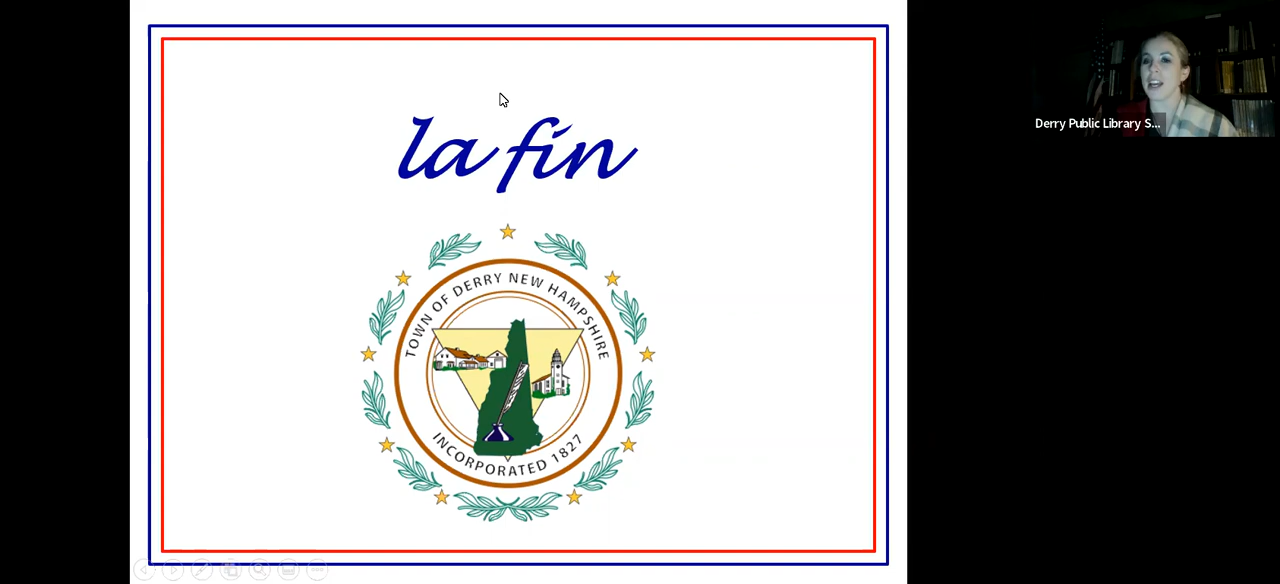 la fin
TOWN OF DERRY NEW HAMPSHIRE
INCORPORATED 1827
Derry Public Library S...